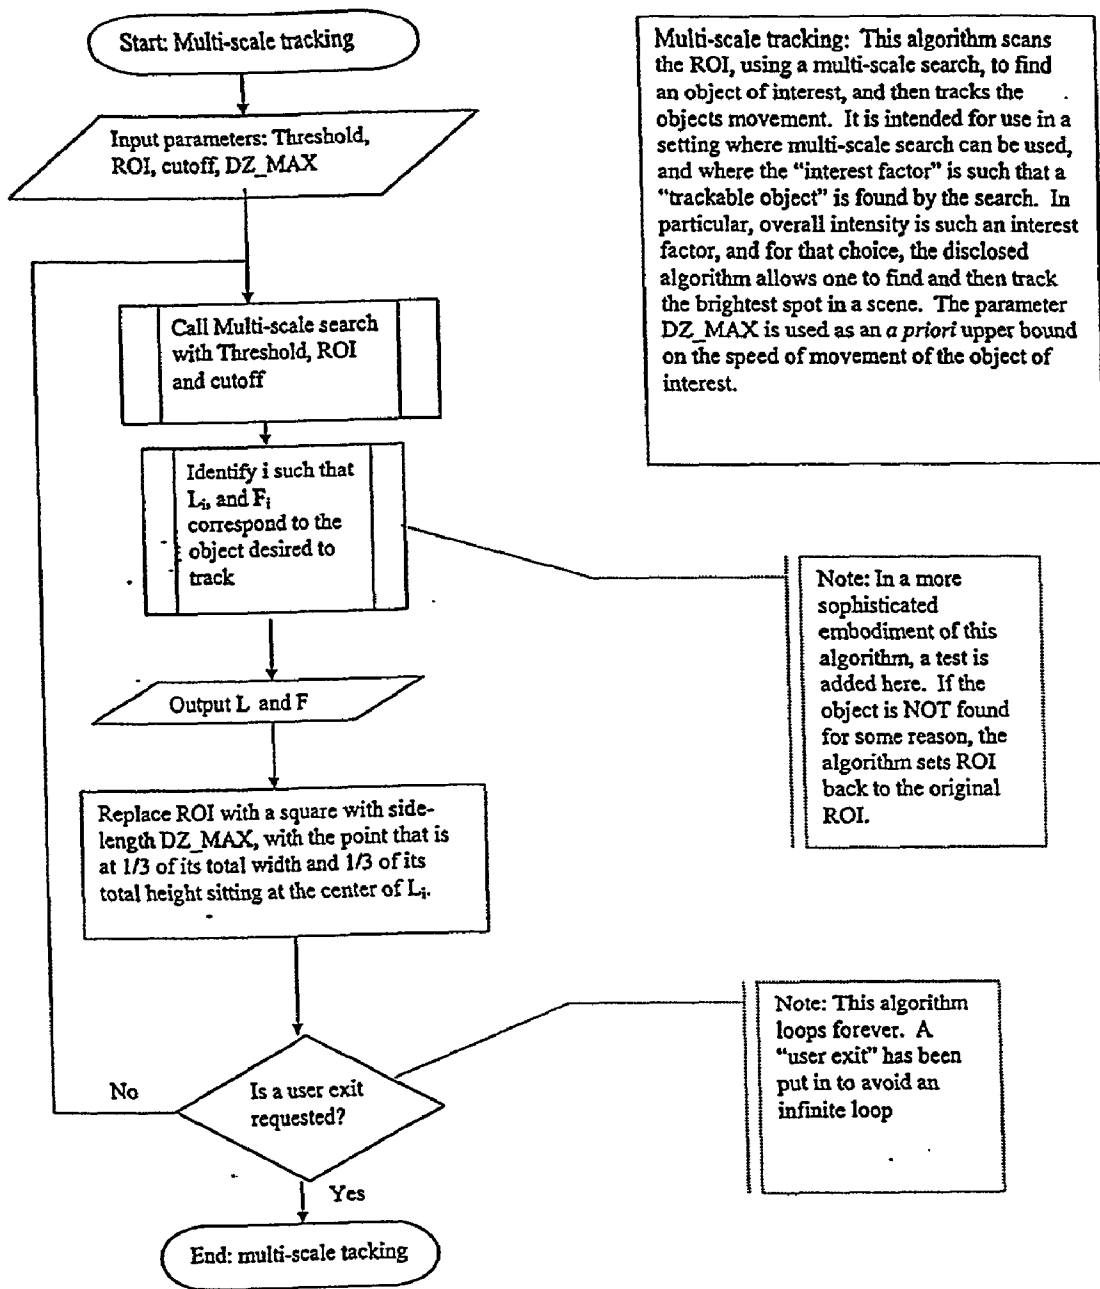 Start: Multi-scale tracking
Input parameters: Threshold,
ROI, cutoff, DZ_MAX
Call Multi-scale search
with Threshold, ROI
and cutoff
Identify i such that
Li, and Fi
correspond to the
object desired to
track
Output L and F
Replace ROI with a square with side-
length DZ_MAX, with the point that is
at 1/3 of its total width and 1/3 of its
total height sitting at the center of Li.
Is a user exit
requested?
No
Yes
End: multi-scale tacking
Multi-scale tracking: This algorithm scans
the ROI, using a multi-scale search, to find
an object of interest, and then tracks the
objects movement. It is intended for use in a
setting where multi-scale search can be used,
and where the “interest factor” is such that a
“trackable object” is found by the search. In
particular, overall intensity is such an interest
factor, and for that choice, the disclosed
algorithm allows one to find and then track
the brightest spot in a scene. The parameter
DZ_MAX is used as an a priori upper bound
on the speed of movement of the object of
interest.
Note: In a more
sophisticated
embodiment of this
algorithm, a test is
added here. If the
object is NOT found
for some reason, the
algorithm sets ROI
back to the original
ROI.
Note: This algorithm
loops forever. A
“user exit” has been
put in to avoid an
infinite loop